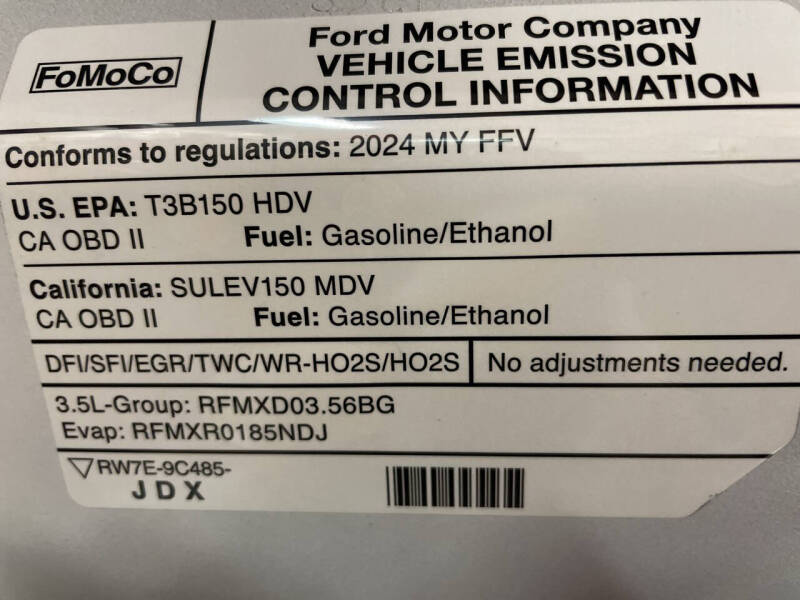 FoMoCo
Ford Motor Company
VEHICLE EMISSION
CONTROL INFORMATION
Conforms to regulations: 2024 MY FFV
U.S. EPA: T3B150 HDV
CA OBD II Fuel: Gasoline/Ethanol
California: SULEV150 MDV
CA OBD II Fuel: Gasoline/Ethanol
DFI/SFI/EGR/TWC/WR-HO2S/HO2S No adjustments needed.
3.5L-Group: RFMXD03.56BG
Evap: RFMXR0185NDJ
RW7E-9C485-
JDX